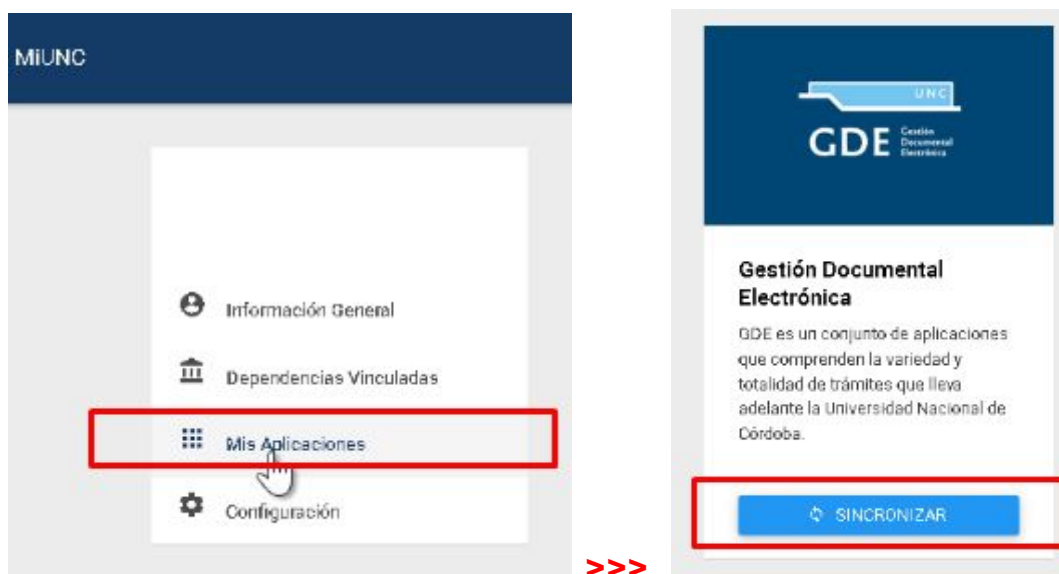 MiUNC
Información General
Dependencias Vinculadas
Mis Aplicaciones
Configuración
>>>
UNC
GDE Gestión
Documental
Electrónica
Gestión Documental
Electrónica
GDE es un conjunto de aplicaciones
que comprenden la variedad y
totalidad de trámites que lleva
adelante la Universidad Nacional de
Córdoba.
SINCRONIZAR